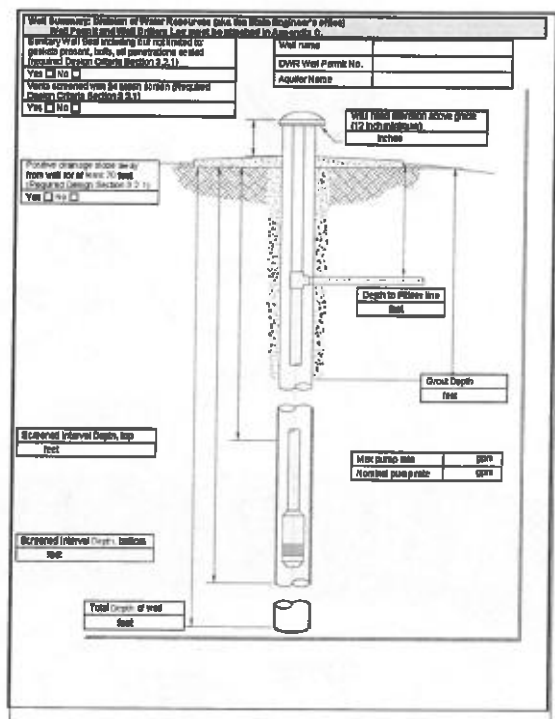 Well Summary: Division of Water Resources (aka the State Engineer's office)
Well Permit and Well Drillers Log must be attached in Appendix C.
Sanitary Well Seal including but not limited to:
gaskets present, bolts, all penetrations sealed
(required Design Criteria Section 3.2.1)
Yes ☐ No ☐
Vents screened with 24 mesh screen (Required
Design Criteria Section 3.2.1)
Yes ☐ No ☐
Well name
DWR Well Permit No.
Aquifer Name
Well head elevation above grade
(12 inch minimum)
inches
Positive drainage slope away
from well for at least 20 feet
(Required Design Section 3.2.1)
Yes ☐ No ☐
Depth to Pitless line
feet
Grout Depth
feet
Screened Interval Depth, top
feet
Max pump rate gpm
Nominal pump rate gpm
Screened Interval Depth, bottom
feet
Total Depth of well
feet